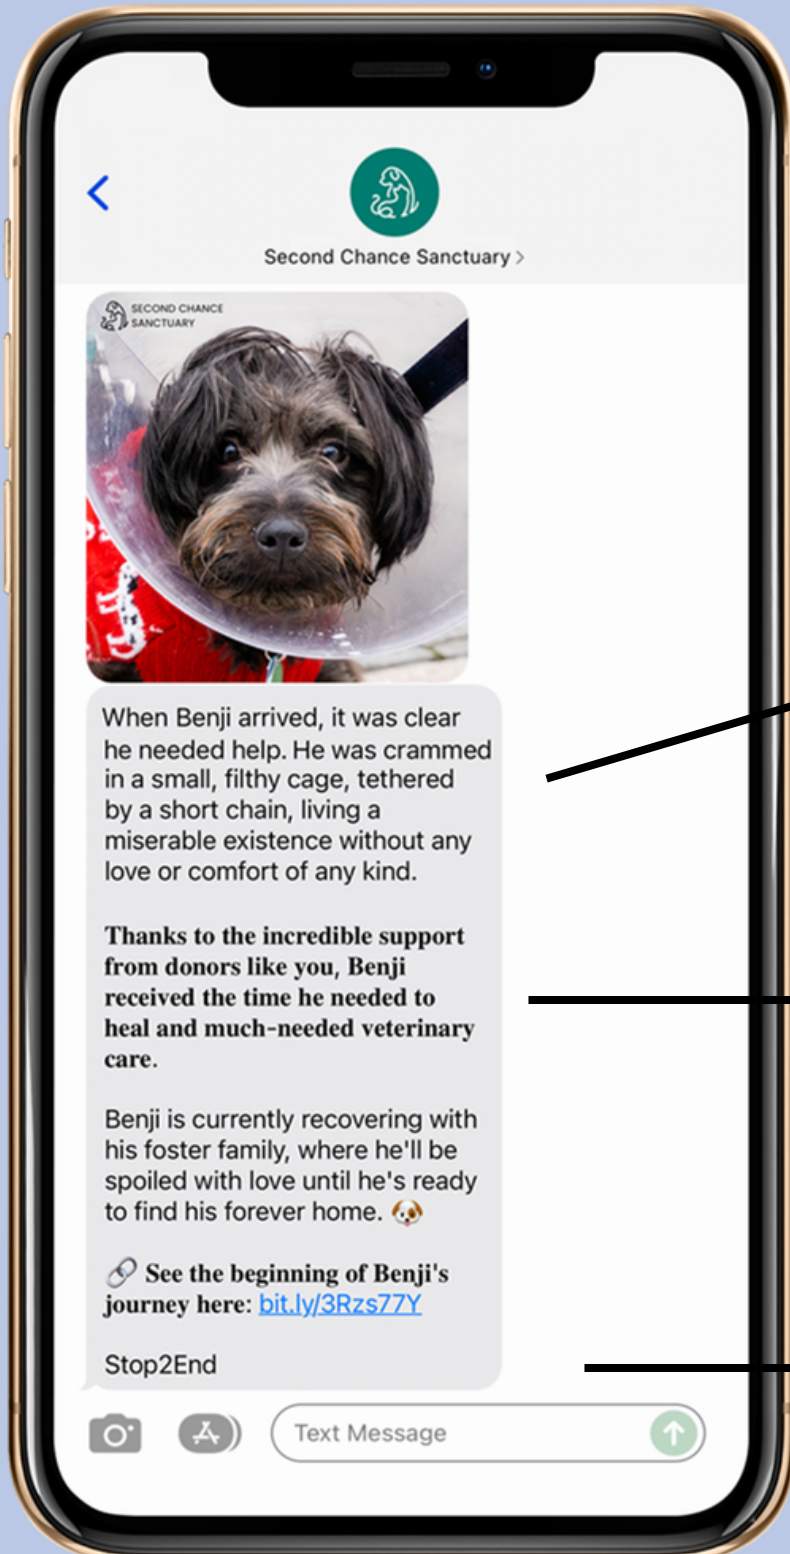 Second Chance Sanctuary >
SECOND CHANCE
SANCTUARY
When Benji arrived, it was clear
he needed help. He was crammed
in a small, filthy cage, tethered
by a short chain, living a
miserable existence without any
love or comfort of any kind.
Thanks to the incredible support
from donors like you, Benji
received the time he needed to
heal and much-needed veterinary
care.
Benji is currently recovering with
his foster family, where he'll be
spoiled with love until he's ready
to find his forever home. 🐶
🔗 See the beginning of Benji's
journey here: bit.ly/3Rzs77Y
Stop2End
Text Message